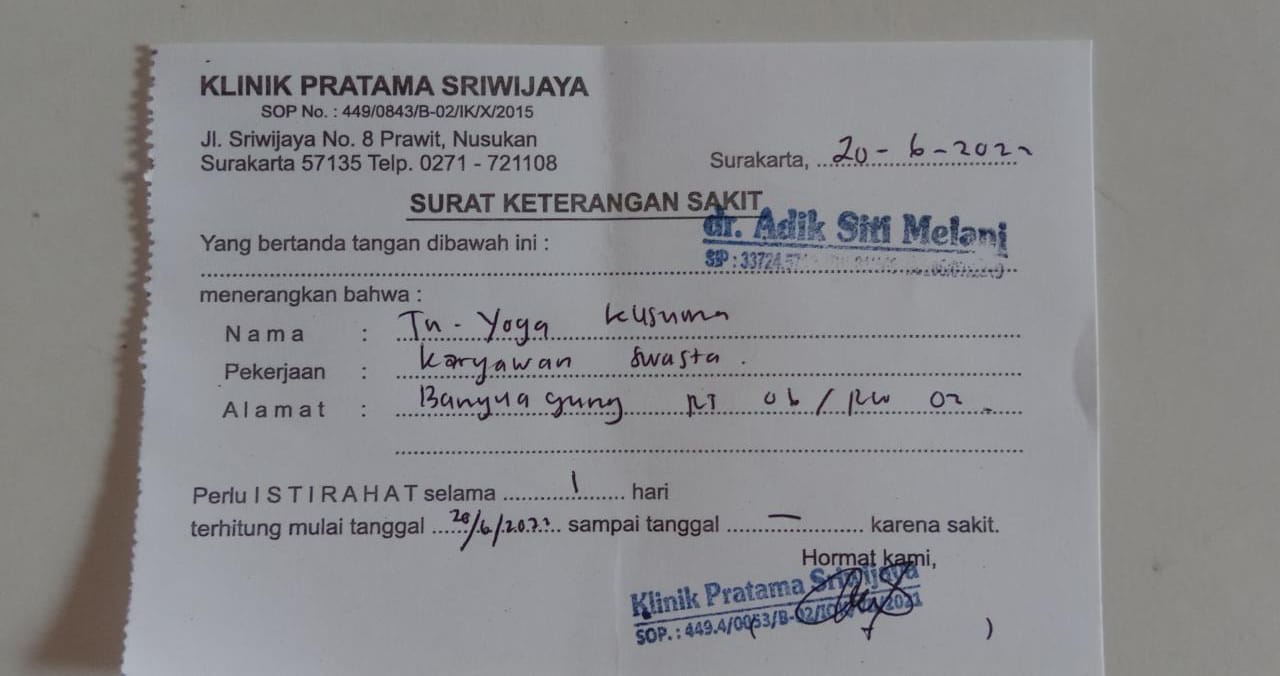 KLINIK PRATAMA SRIWIJAYA
SOP No. : 449/0843/B-02/IK/X/2015
Jl. Sriwijaya No. 8 Prawit, Nusukan
Surakarta 57135 Telp. 0271 - 721108
Surakarta, 20-6-2022
SURAT KETERANGAN SAKIT
dr. Adik Siti Melani
Yang bertanda tangan dibawah ini :
SIP : 33724.57
menerangkan bahwa :
Nama : Tn. Yoga Kusuma
Pekerjaan : Karyawan Swasta.
Alamat : Banyuagung RT 06/RW 02.
Perlu ISTIRAHAT selama 1 hari
terhitung mulai tanggal 20/6/2022 sampai tanggal — karena sakit.
Hormat kami,
Klinik Pratama Sriwijaya
SOP. : 449.4/0053/B-02/ 2021
( )